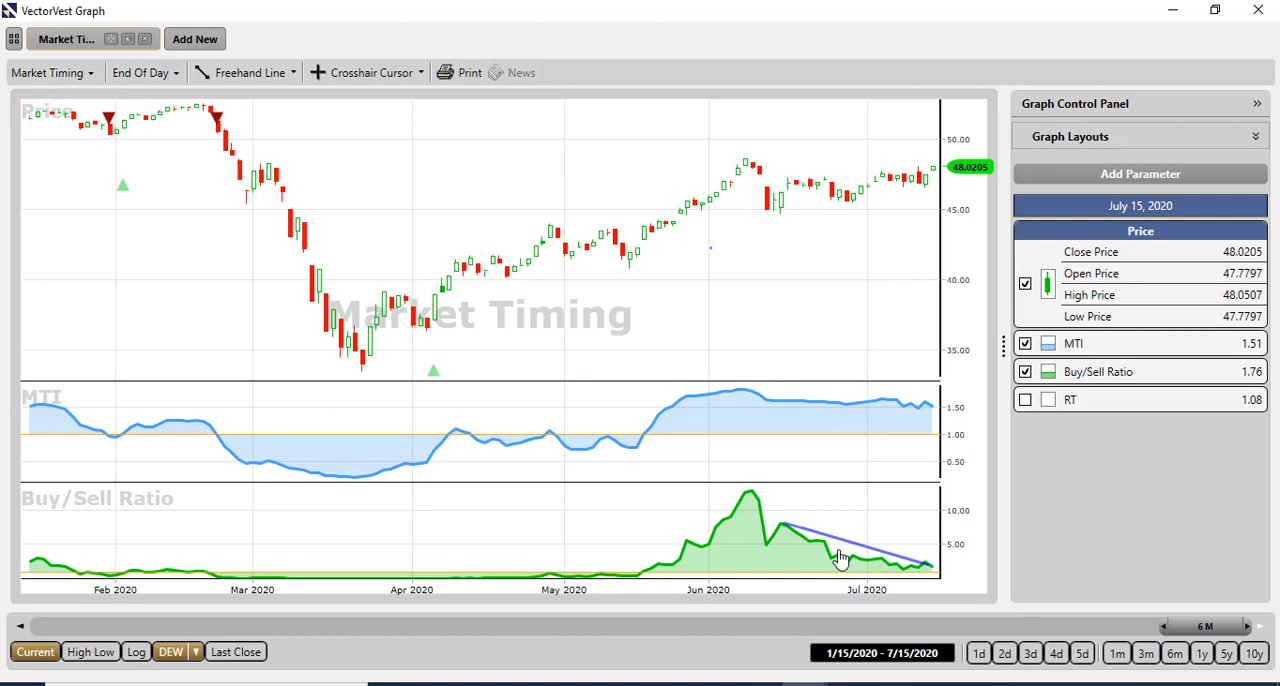 VectorVest Graph
Market Ti... Add New
Market Timing End Of Day Freehand Line Crosshair Cursor Print News
Price
50.00
48.0205
45.00
40.00
35.00
Market Timing
MTI
1.50
1.00
0.50
Buy/Sell Ratio
10.00
5.00
Feb 2020 Mar 2020 Apr 2020 May 2020 Jun 2020 Jul 2020
Graph Control Panel
Graph Layouts
Add Parameter
July 15, 2020
Price
Close Price 48.0205
Open Price 47.7797
High Price 48.0507
Low Price 47.7797
MTI 1.51
Buy/Sell Ratio 1.76
RT 1.08
6 M
Current High Low Log DEW Last Close 1/15/2020 - 7/15/2020 1d 2d 3d 4d 5d 1m 3m 6m 1y 5y 10y